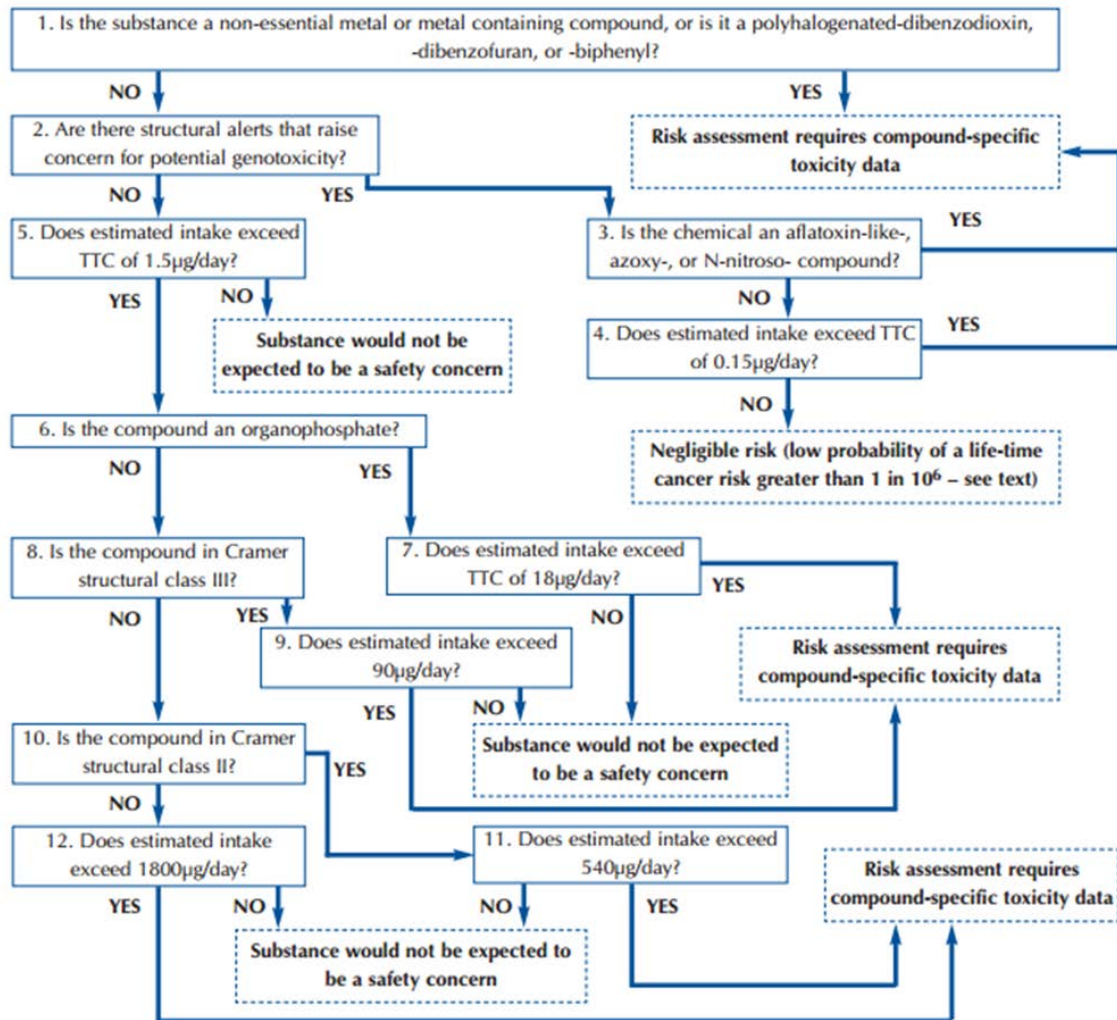 1. Is the substance a non-essential metal or metal containing compound, or is it a polyhalogenated-dibenzodioxin,
-dibenzofuran, or -biphenyl?
NO
YES
2. Are there structural alerts that raise
concern for potential genotoxicity?
Risk assessment requires compound-specific
toxicity data
NO
YES
5. Does estimated intake exceed
TTC of 1.5µg/day?
3. Is the chemical an aflatoxin-like-,
azoxy-, or N-nitroso- compound?
YES
YES
NO
NO
Substance would not be
expected to be a safety concern
4. Does estimated intake exceed TTC
of 0.15µg/day?
YES
NO
6. Is the compound an organophosphate?
Negligible risk (low probability of a life-time
cancer risk greater than 1 in 10⁶ – see text)
NO
YES
8. Is the compound in Cramer
structural class III?
7. Does estimated intake exceed
TTC of 18µg/day?
YES
NO
YES
NO
9. Does estimated intake exceed
90µg/day?
Risk assessment requires
compound-specific toxicity data
YES
NO
10. Is the compound in Cramer
structural class II?
Substance would not be expected
to be a safety concern
YES
NO
12. Does estimated intake
exceed 1800µg/day?
11. Does estimated intake exceed
540µg/day?
Risk assessment requires
compound-specific toxicity data
YES
NO
NO
YES
Substance would not be expected to
be a safety concern